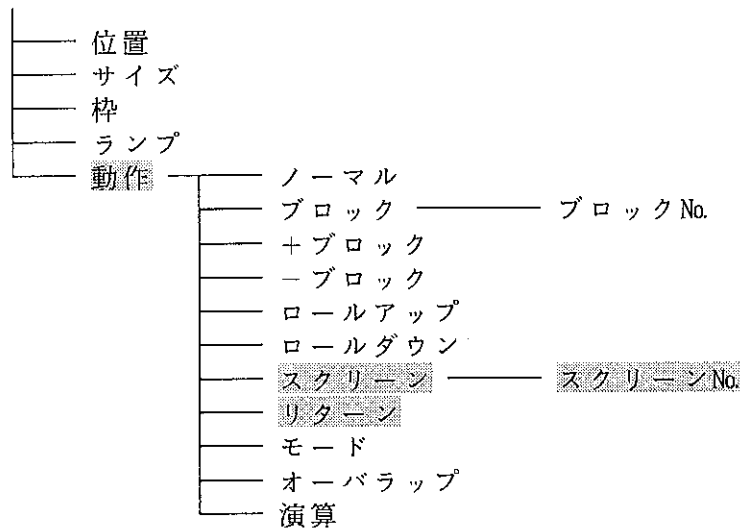 位置
サイズ
枠
ランプ
動作 ノーマル
ブロック ブロックNo.
＋ブロック
－ブロック
ロールアップ
ロールダウン
スクリーン スクリーンNo.
リターン
モード
オーバラップ
演算